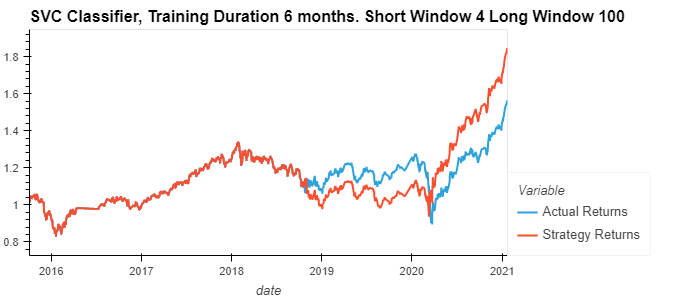 SVC Classifier, Training Duration 6 months. Short Window 4 Long Window 100
1.8
1.6
1.4
1.2
1
0.8
2016 2017 2018 2019 2020 2021
date
Variable
Actual Returns
Strategy Returns